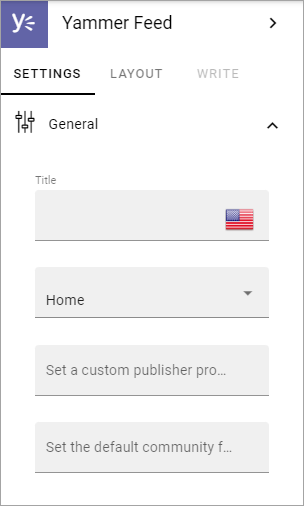 Yammer Feed
SETTINGS LAYOUT WRITE
General
Title
Home
Set a custom publisher pro...
Set the default community f...